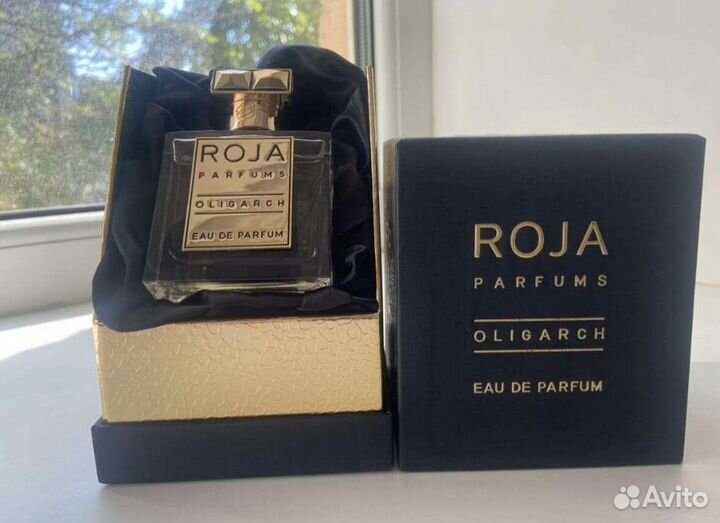 ROJA
PARFUMS
OLIGARCH
EAU DE PARFUM
ROJA
PARFUMS
OLIGARCH
EAU DE PARFUM
Avito